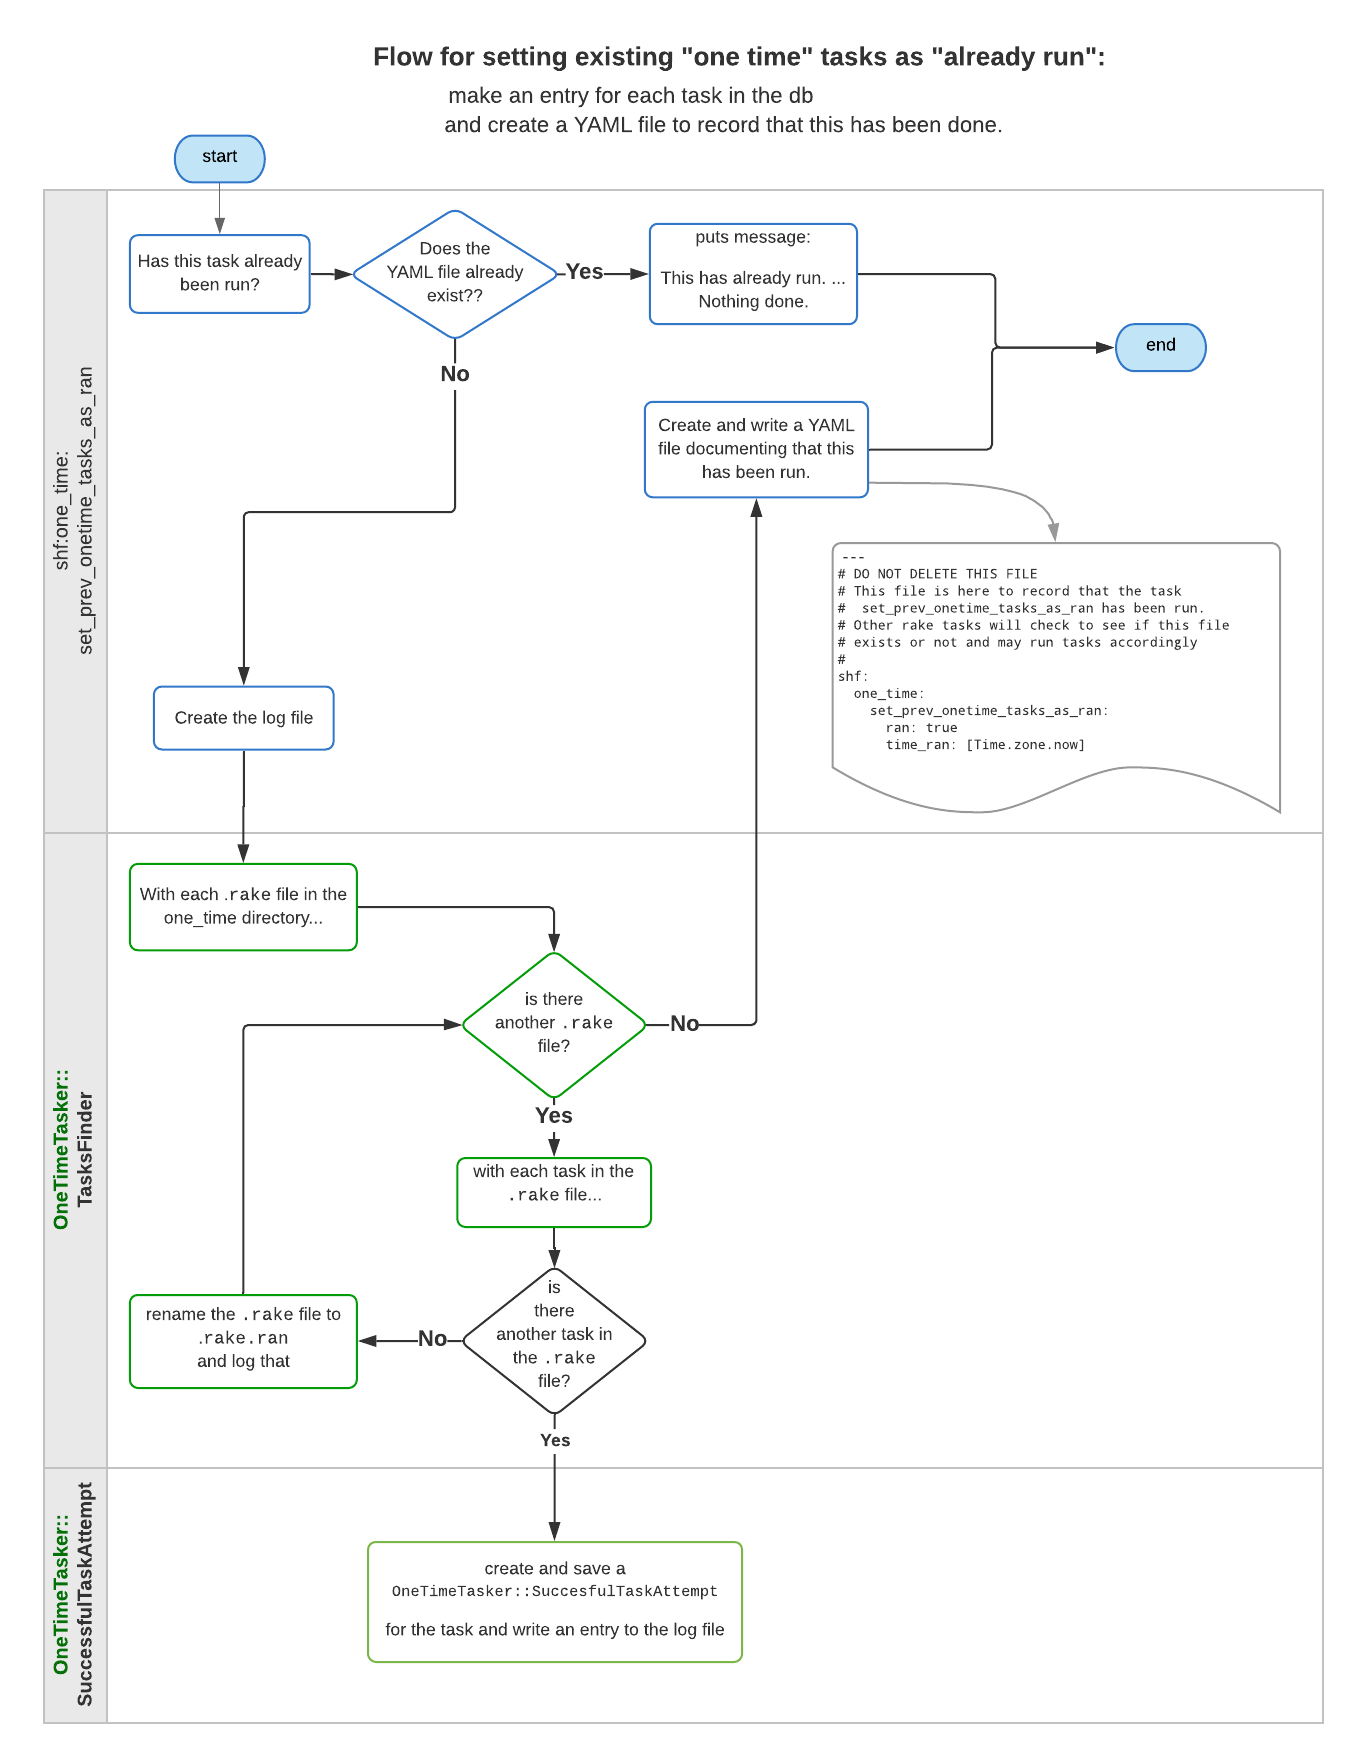 Flow for setting existing "one time" tasks as "already run":
make an entry for each task in the db
and create a YAML file to record that this has been done.
start
shf:one_time:
set_prev_onetime_tasks_as_ran
Has this task already
been run?
Does the
YAML file already
exist??
Yes
puts message:
This has already run. ...
Nothing done.
end
No
Create and write a YAML
file documenting that this
has been run.
---
# DO NOT DELETE THIS FILE
# This file is here to record that the task
#  set_prev_onetime_tasks_as_ran has been run.
# Other rake tasks will check to see if this file
# exists or not and may run tasks accordingly
#
shf:
  one_time:
    set_prev_onetime_tasks_as_ran:
      ran: true
      time_ran: [Time.zone.now]
Create the log file
OneTimeTasker::
TasksFinder
With each .rake file in the
one_time directory...
is there
another .rake
file?
No
Yes
with each task in the
.rake file...
is
there
another task in
the .rake
file?
No
rename the .rake file to
.rake.ran
and log that
Yes
OneTimeTasker::
SuccessfulTaskAttempt
create and save a
OneTimeTasker::SuccesfulTaskAttempt
for the task and write an entry to the log file